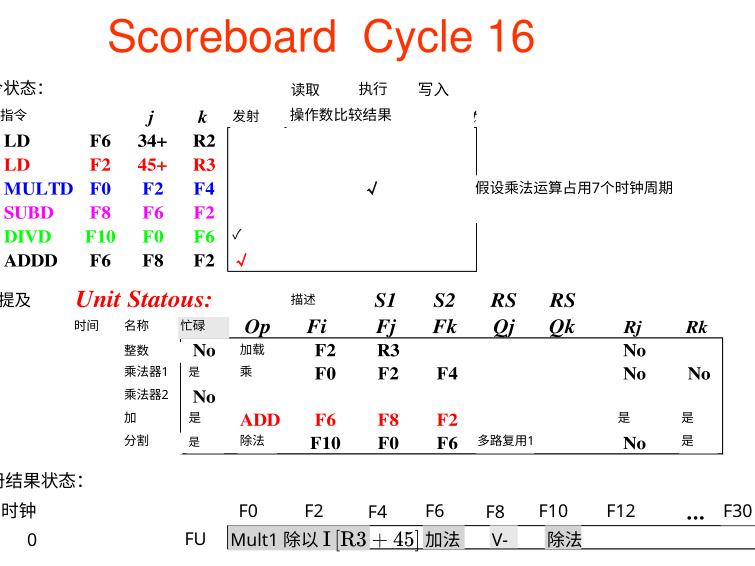 Scoreboard Cycle 16
状态：
读取 执行 写入
指令 j k 发射 操作数比较结果
LD F6 34+ R2
LD F2 45+ R3
MULTD F0 F2 F4 √ 假设乘法运算占用7个时钟周期
SUBD F8 F6 F2
DIVD F10 F0 F6 ✓
ADDD F6 F8 F2 √
提及 Unit Statous: 描述 S1 S2 RS RS
时间 名称 忙碌 Op Fi Fj Fk Qj Qk Rj Rk
整数 No 加载 F2 R3 No
乘法器1 是 乘 F0 F2 F4 No No
乘法器2 No
加 是 ADD F6 F8 F2 是 是
分割 是 除法 F10 F0 F6 多路复用1 No 是
结果状态：
时钟 F0 F2 F4 F6 F8 F10 F12 ... F30
0 FU Mult1 除以 I [R3 + 45] 加法 V- 除法